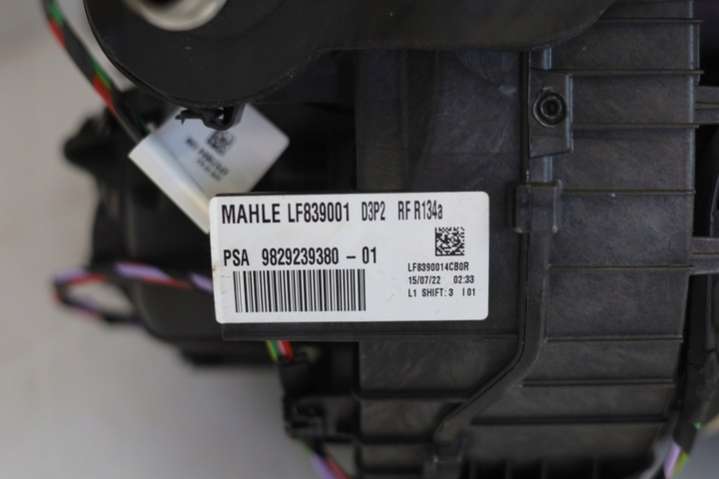 MAHLE LF839001 D3P2 RF R134a
PSA 9829239380 - 01
LF8390014CB0R
15/07/22 02:33
L1 SHIFT: 3 I 01